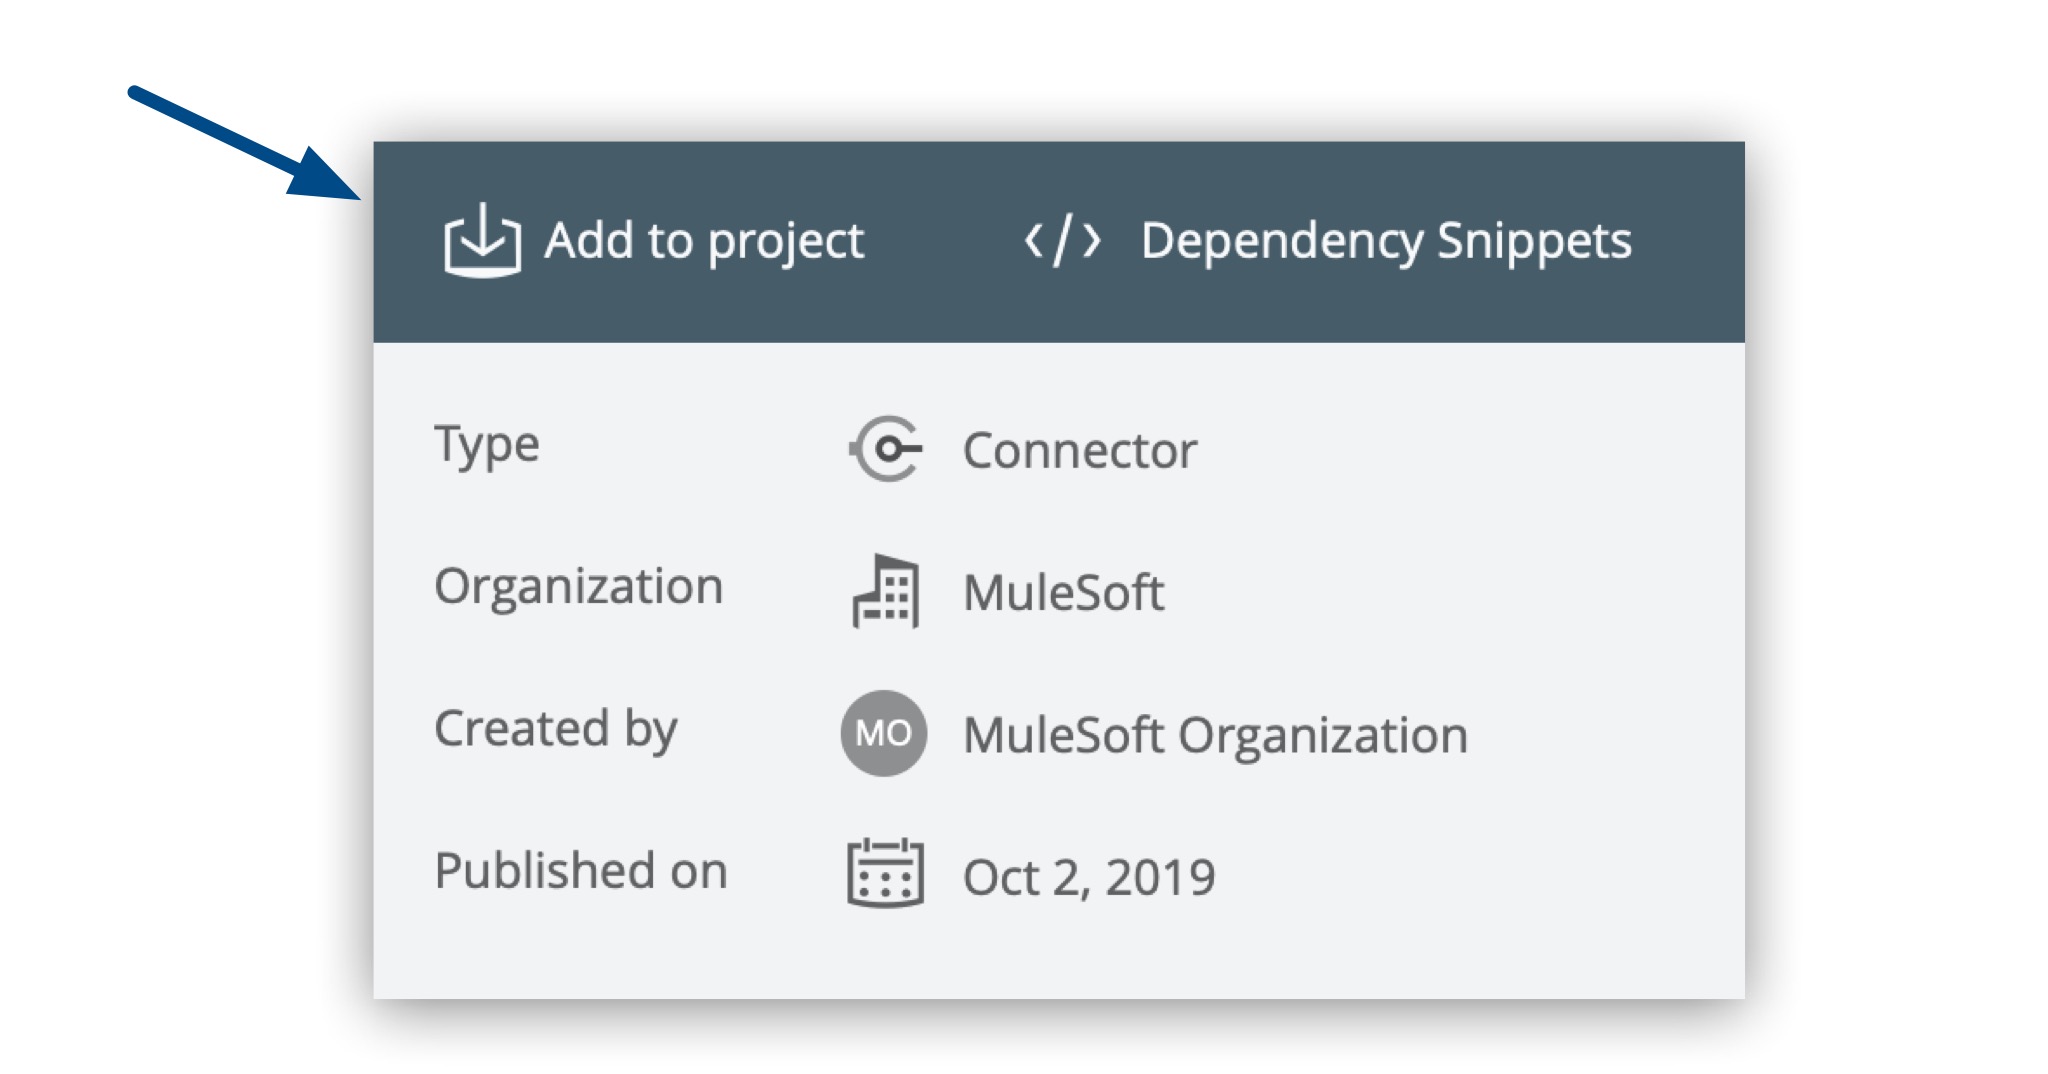 Add to project </> Dependency Snippets
Type Connector
Organization MuleSoft
Created by MO MuleSoft Organization
Published on Oct 2, 2019